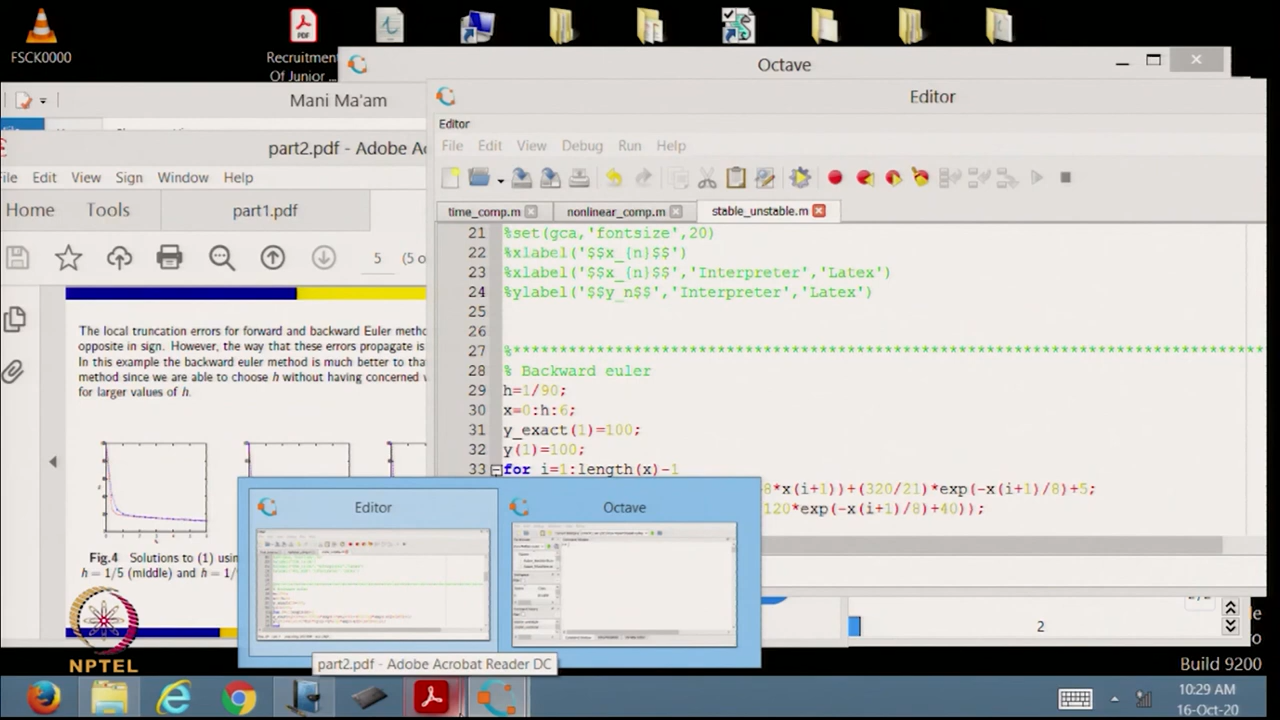 FSCK0000
Recruitment
Of Junior ...
Octave
Mani Ma'am
Editor
Editor
File Edit View Debug Run Help
part2.pdf - Adobe A
File Edit View Sign Window Help
Home Tools part1.pdf
time_comp.m nonlinear_comp.m stable_unstable.m
5 (5 o
21 %set(gca,'fontsize',20)
22 %xlabel('$$x_{n}$$')
23 %xlabel('$$x_{n}$$','Interpreter','Latex')
24 %ylabel('$$y_n$$','Interpreter','Latex')
25
26
27 %**********************************************************************************
28 % Backward euler
29 h=1/90;
30 x=0:h:6;
31 y_exact(1)=100;
32 y(1)=100;
33 for i=1:length(x)-1
8*x(i+1))+(320/21)*exp(-x(i+1)/8)+5;
120*exp(-x(i+1)/8)+40));
The local truncation errors for forward and backward Euler metho
opposite in sign. However, the way that these errors propagate is
In this example the backward euler method is much better to tha
method since we are able to choose h without having concerned
for larger values of h.
Fig.4 Solutions to (1) usin
h = 1/5 (middle) and h = 1/
Editor
Octave
part2.pdf - Adobe Acrobat Reader DC
2
NPTEL
Build 9200
10:29 AM
16-Oct-20